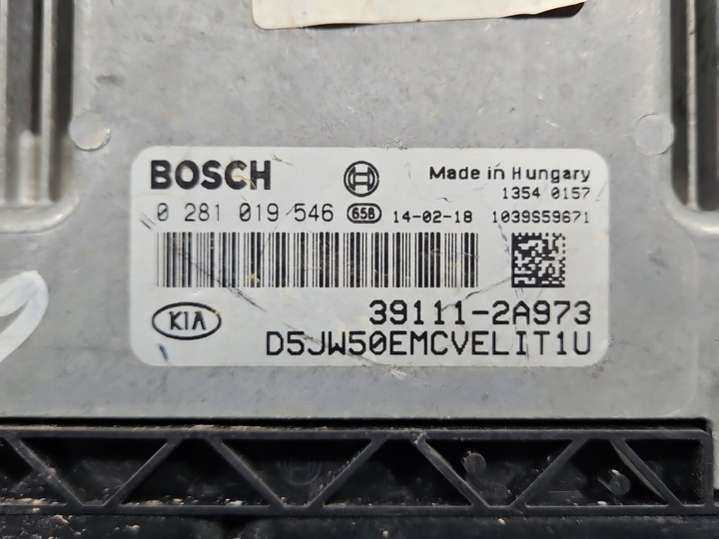 BOSCH Made in Hungary
1354 0157
0 281 019 546 658 14-02-18 1039S59671
KIA 39111-2A973
D5JW50EMCVELIT1U